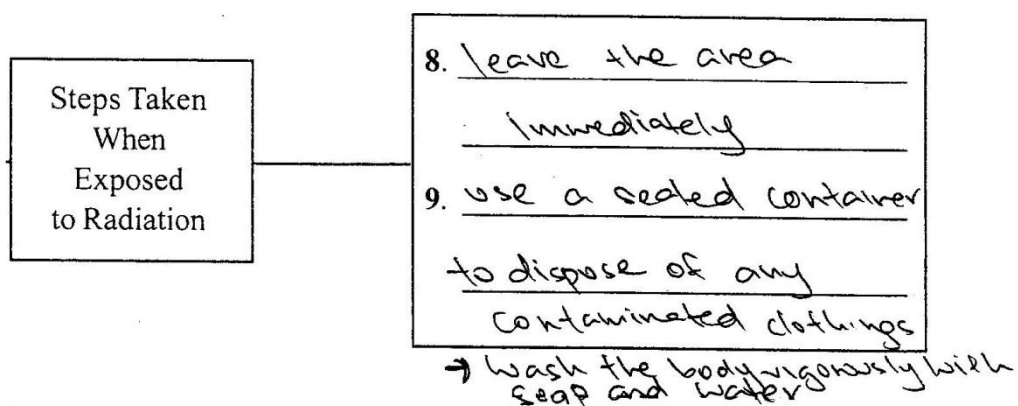 Steps Taken
When
Exposed
to Radiation
8. leave the area
immediately
9. use a sealed container
to dispose of any
contaminated clothings
→ wash the body vigorously with
soap and water